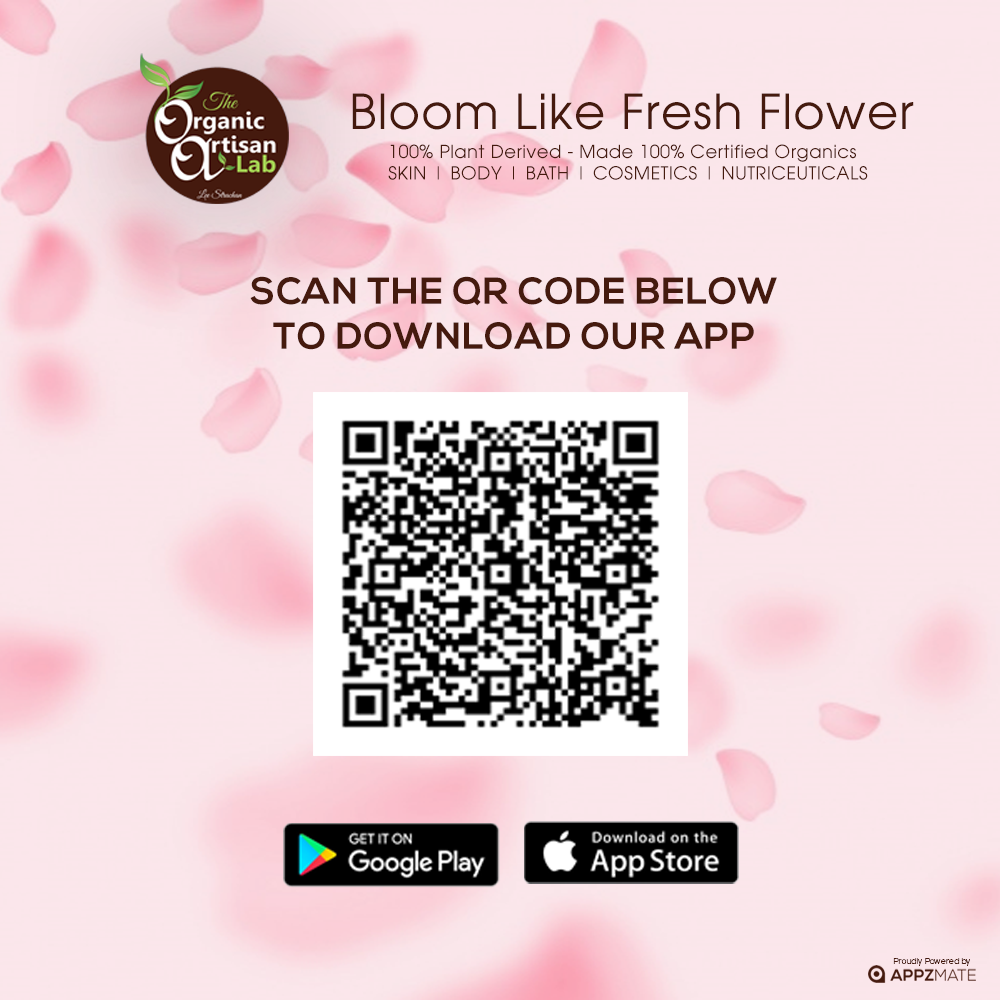 The
Organic
Artisan
Lab
Bloom Like Fresh Flower
100% Plant Derived - Made 100% Certified Organics
SKIN | BODY | BATH | COSMETICS | NUTRICEUTICALS
SCAN THE QR CODE BELOW
TO DOWNLOAD OUR APP
GET IT ON
Google Play
Download on the
App Store
Proudly Powered by
APPZMATE